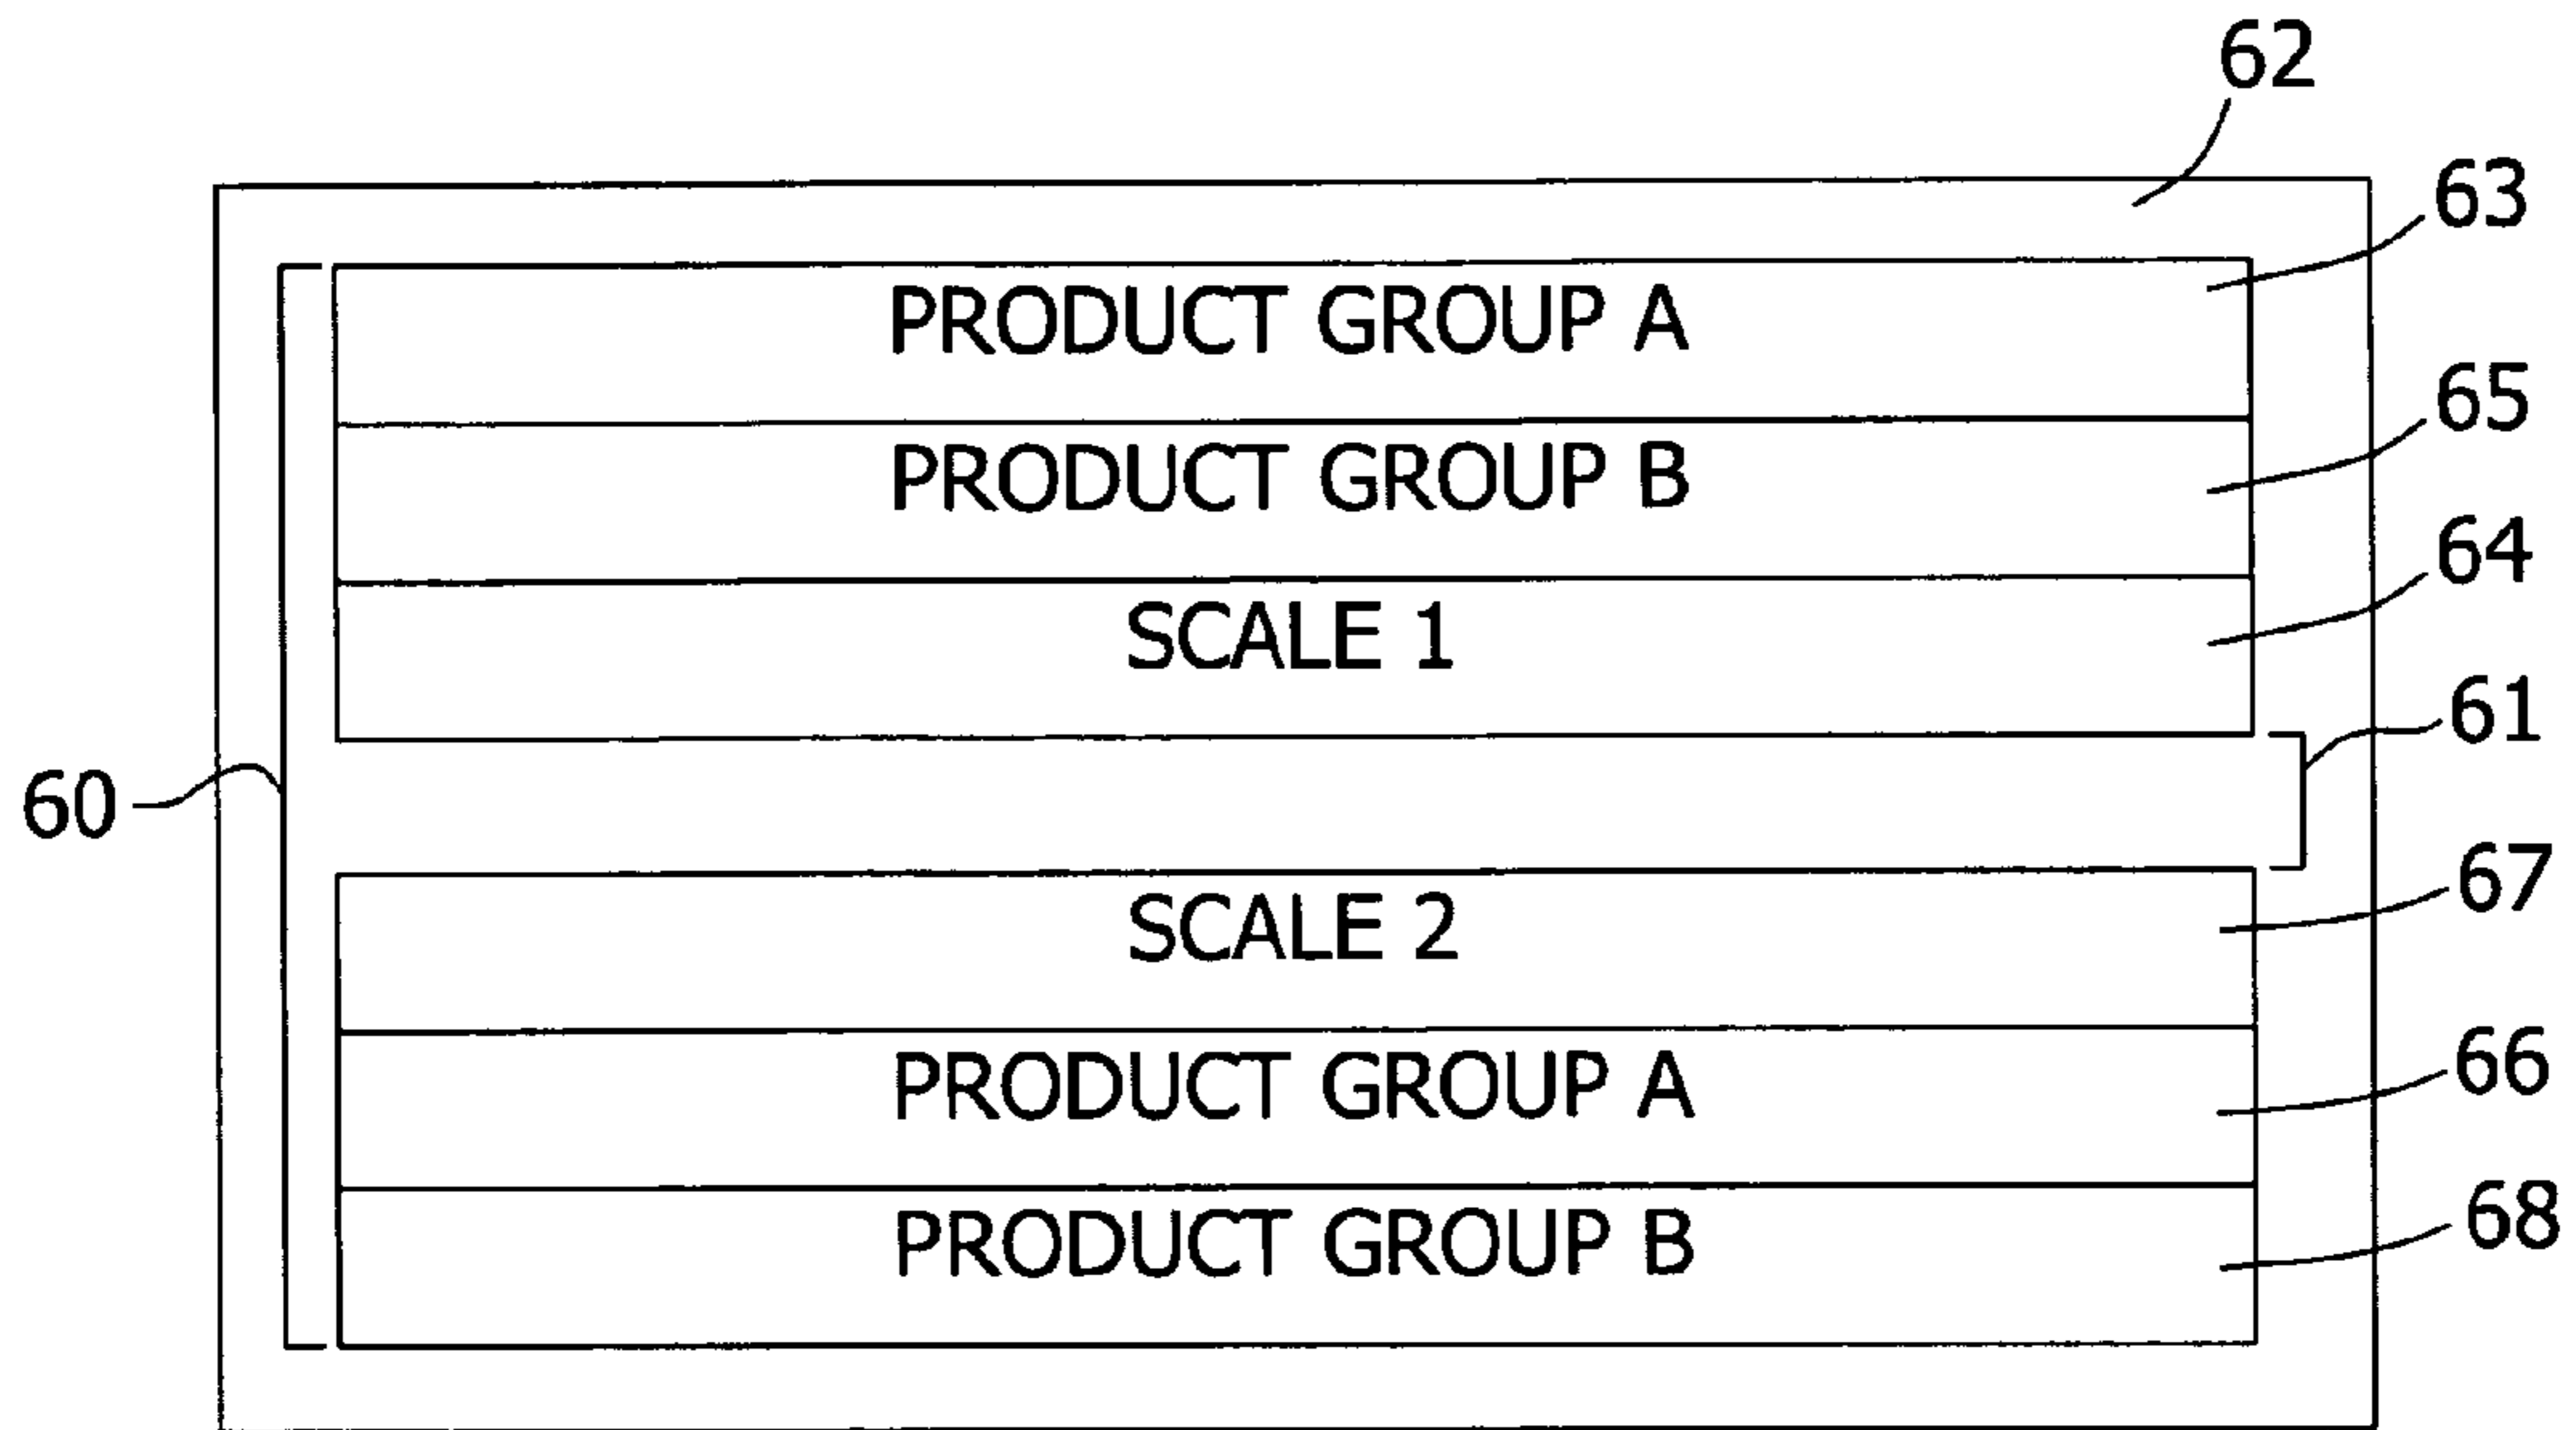 62
63
PRODUCT GROUP A
65
PRODUCT GROUP B
64
SCALE 1
61
60
67
SCALE 2
66
PRODUCT GROUP A
68
PRODUCT GROUP B